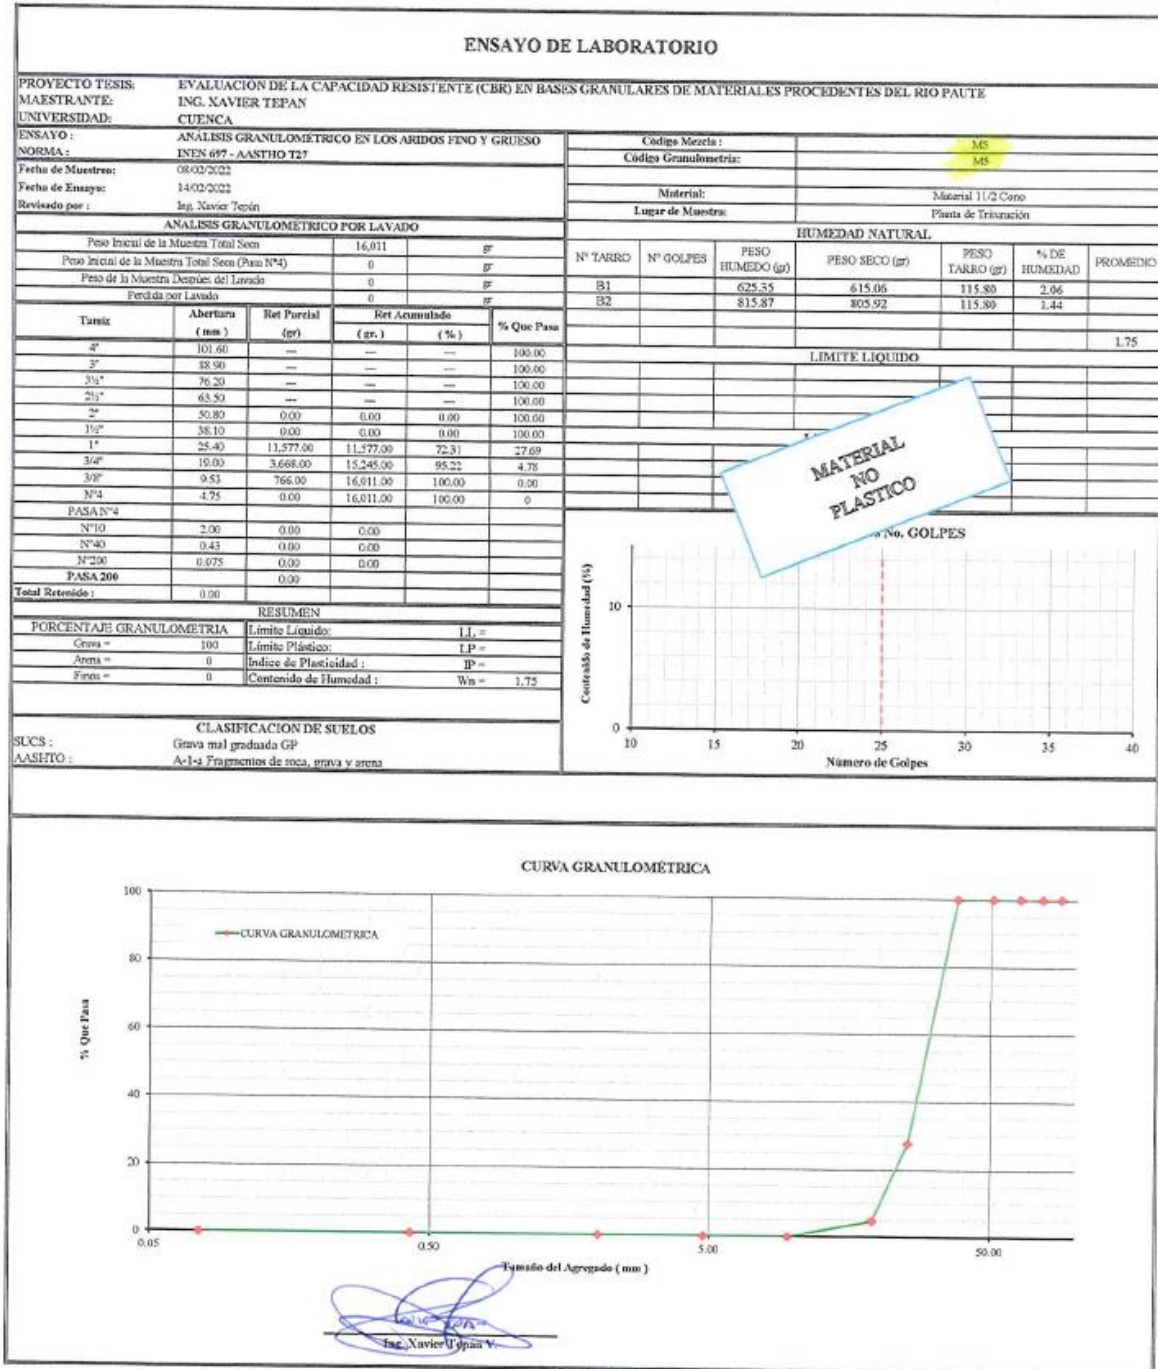 ENSAYO DE LABORATORIO
PROYECTO TESIS: EVALUACIÓN DE LA CAPACIDAD RESISTENTE (CBR) EN BASES GRANULARES DE MATERIALES PROCEDENTES DEL RIO PAUTE
MAESTRANTE: ING. XAVIER TEPAN
UNIVERSIDAD: CUENCA
ENSAYO : ANÁLISIS GRANULOMÉTRICO EN LOS ARIDOS FINO Y GRUESO
NORMA : INEN 697 - AASTHO T27
Fecha de Muestreo: 08/02/2022
Fecha de Ensayo: 14/02/2022
Revisado por : Ing. Xavier Tepán
Código Mezcla : M5
Código Granulometría: M5
Material: Material 11/2 Cono
Lugar de Muestra: Planta de Trituración
ANALISIS GRANULOMÉTRICO POR LAVADO
Peso Inicial de la Muestra Total Seco 16,011 gr
Peso Inicial de la Muestra Total Seco (Pasa N°4) 0 gr
Peso de la Muestra Despúes del Lavado 0 gr
Perdida por Lavado 0 gr
Tamiz Abertura Ret Parcial Ret Acumulado % Que Pasa
( mm ) (gr) ( gr. ) ( % )
4" 101.60 --- --- --- 100.00
3" 88.90 --- --- --- 100.00
3½" 76.20 --- --- --- 100.00
2½" 63.50 --- --- --- 100.00
2" 50.80 0.00 0.00 0.00 100.00
1½" 38.10 0.00 0.00 0.00 100.00
1" 25.40 11,577.00 11,577.00 72.31 27.69
3/4" 19.00 3,668.00 15,245.00 95.22 4.78
3/8" 9.53 766.00 16,011.00 100.00 0.00
N°4 4.75 0.00 16,011.00 100.00 0
PASA N°4
N°10 2.00 0.00 0.00
N°40 0.43 0.00 0.00
N°200 0.075 0.00 0.00
PASA 200 0.00
Total Retenido : 0.00
HUMEDAD NATURAL
N° TARRO N° GOLPES PESO HUMEDO (gr) PESO SECO (gr) PESO TARRO (gr) % DE HUMEDAD PROMEDIO
B1 625.35 615.06 115.80 2.06
B2 815.87 805.92 115.80 1.44
1.75
LIMITE LIQUIDO
MATERIAL
NO
PLASTICO
RESUMEN
PORCENTAJE GRANULOMETRIA
Grava = 100
Arena = 0
Finos = 0
Límite Líquido: LL =
Límite Plástico: LP =
Indice de Plasticidad : IP =
Contenido de Humedad : Wn = 1.75
CLASIFICACION DE SUELOS
SUCS : Grava mal graduada GP
AASHTO : A-1-a Fragmentos de roca, grava y arena
No. GOLPES
Contenido de Humedad (%)
10
0
10 15 20 25 30 35 40
Número de Golpes
CURVA GRANULOMÉTRICA
CURVA GRANULOMETRICA
% Que Pasa
100
80
60
40
20
0
0.05 0.50 5.00 50.00
Tamaño del Agregado ( mm )
Ing. Xavier Tepán V.